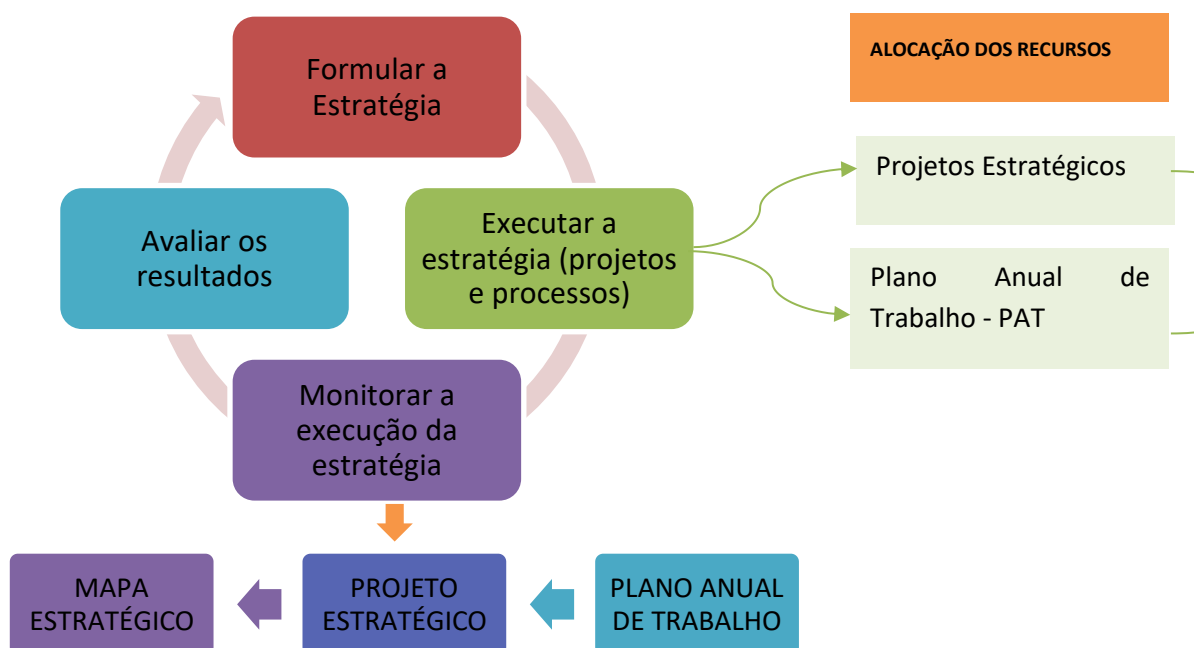 Formular a
Estratégia
ALOCAÇÃO DOS RECURSOS
Projetos Estratégicos
Avaliar os
resultados
Executar a
estratégia (projetos
e processos)
Plano Anual de
Trabalho - PAT
Monitorar a
execução da
estratégia
MAPA
ESTRATÉGICO
PROJETO
ESTRATÉGICO
PLANO ANUAL
DE TRABALHO